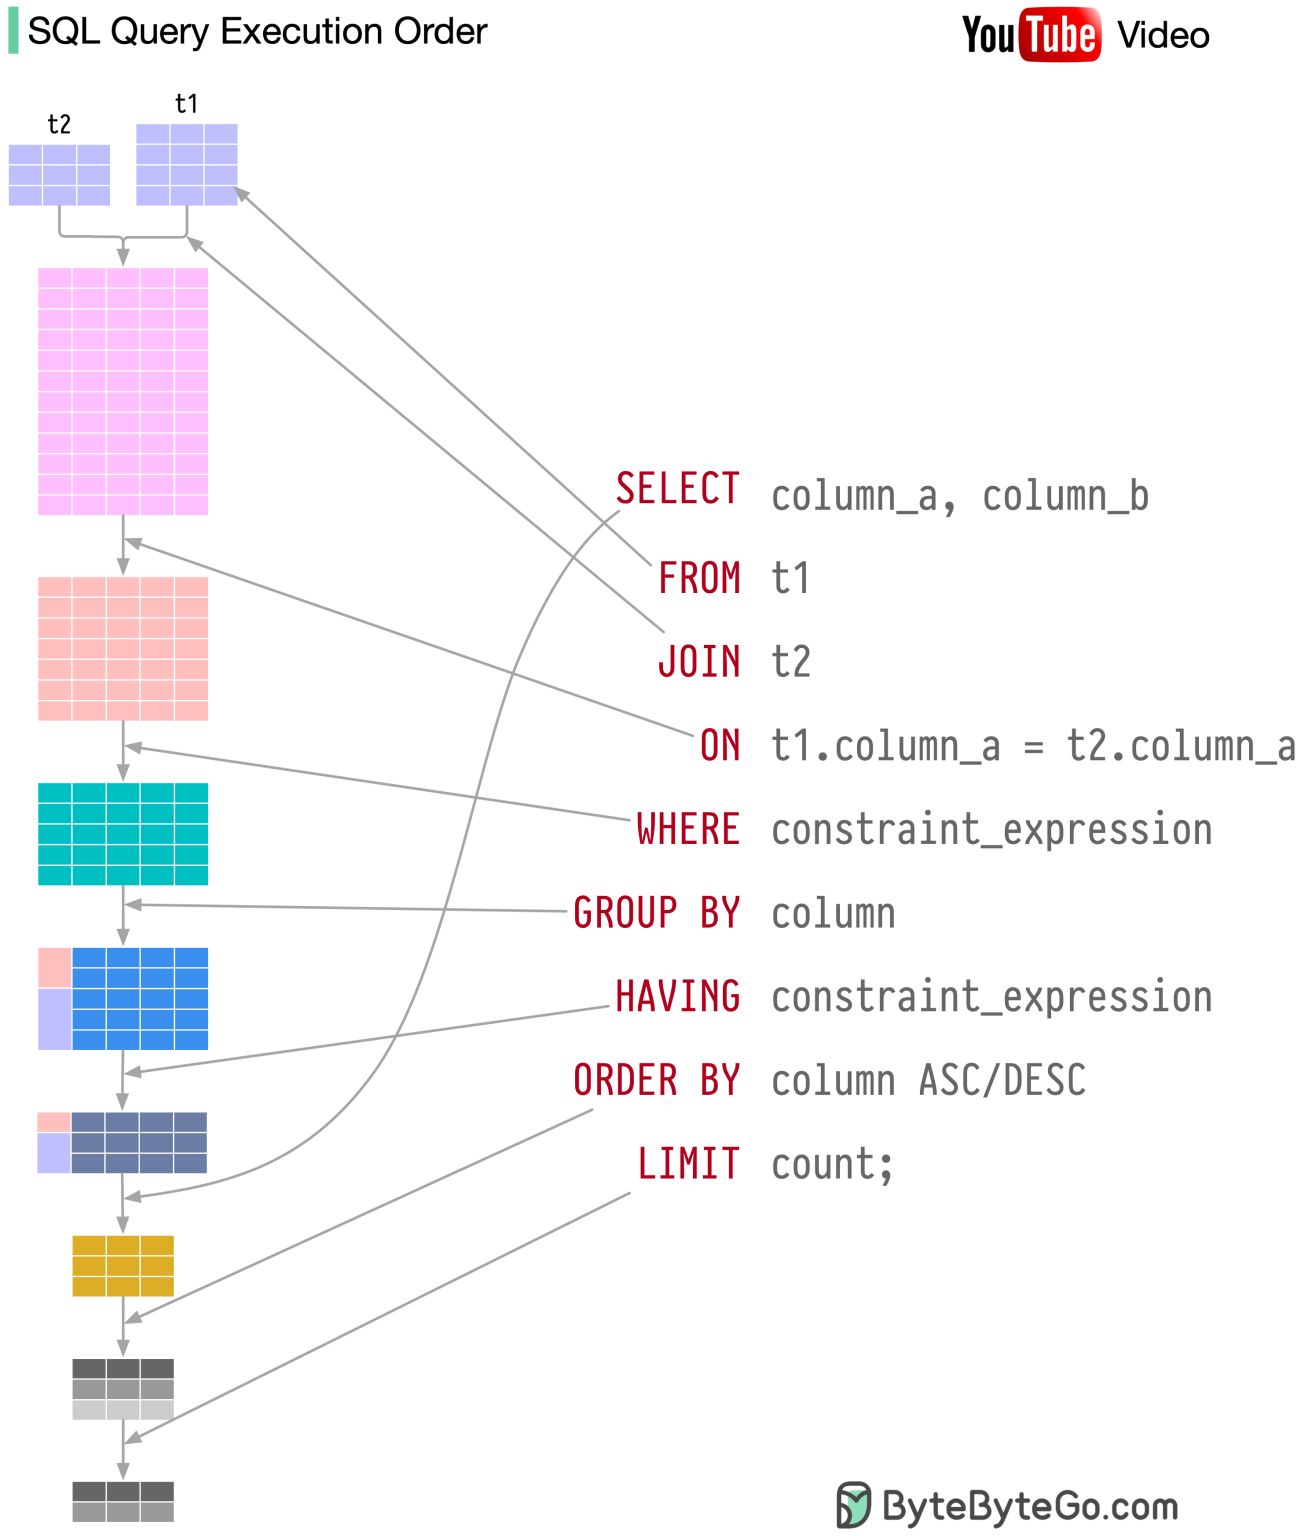 SQL Query Execution Order
YouTube Video
t2
t1
SELECT column_a, column_b
FROM t1
JOIN t2
ON t1.column_a = t2.column_a
WHERE constraint_expression
GROUP BY column
HAVING constraint_expression
ORDER BY column ASC/DESC
LIMIT count;
ByteByteGo.com